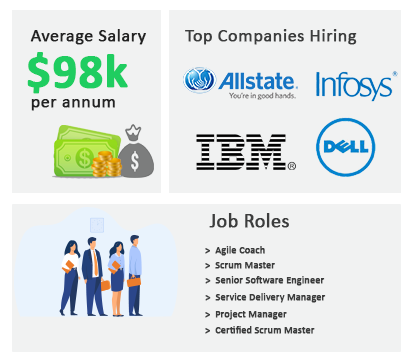 Average Salary
$98k
per annum
$
$
Top Companies Hiring
Allstate.
You're in good hands.
Infosys®
IBM®
DELL
Job Roles
> Agile Coach
> Scrum Master
> Senior Software Engineer
> Service Delivery Manager
> Project Manager
> Certified Scrum Master